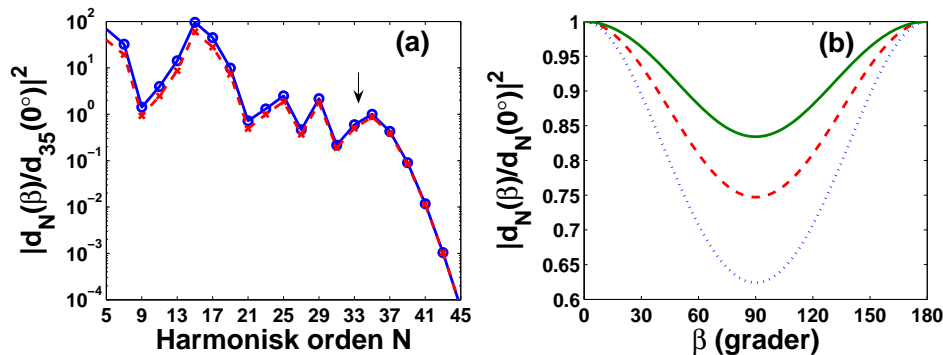 (a)
|d_N(β)/d_35(0°)|^2
10^2
10^1
10^0
10^-1
10^-2
10^-3
10^-4
5 9 13 17 21 25 29 33 37 41 45
Harmonisk orden N
(b)
|d_N(β)/d_N(0°)|^2
1
0.95
0.9
0.85
0.8
0.75
0.7
0.65
0.6
0 30 60 90 120 150 180
β (grader)